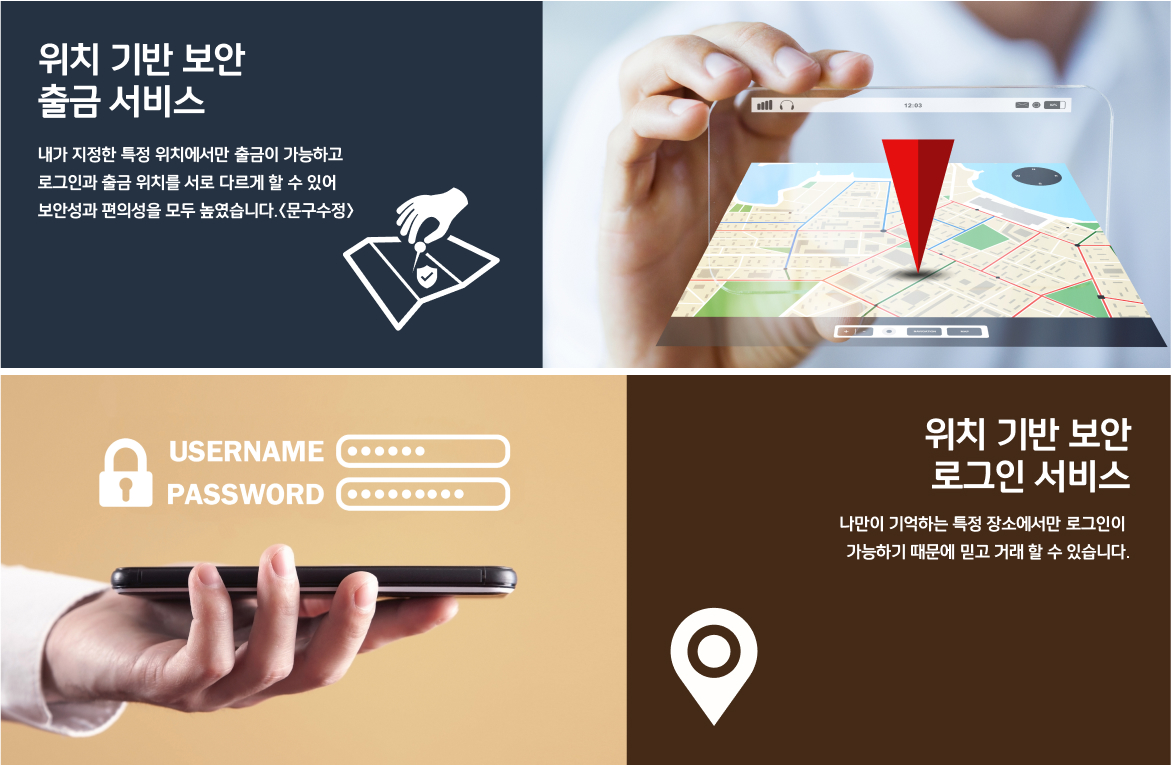 위치 기반 보안
출금 서비스
내가 지정한 특정 위치에서만 출금이 가능하고
로그인과 출금 위치를 서로 다르게 할 수 있어
보안성과 편의성을 모두 높였습니다.<문구수정>
12:03
USERNAME
PASSWORD
위치 기반 보안
로그인 서비스
나만이 기억하는 특정 장소에서만 로그인이
가능하기 때문에 믿고 거래 할 수 있습니다.